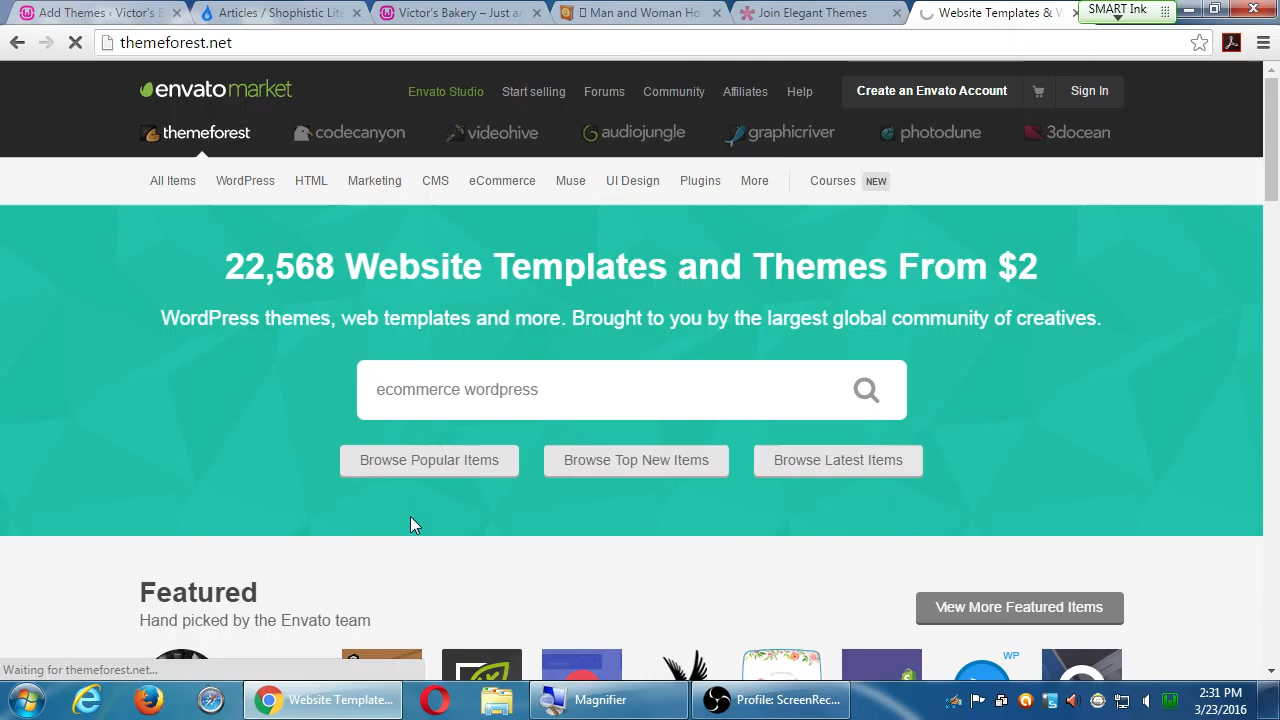 Add Themes ‹ Victor's B
Articles / Shophistic Lite
Victor's Bakery – Just an
Man and Woman Ho
Join Elegant Themes
Website Templates & W
SMART Ink
themeforest.net
envatomarket
Envato Studio
Start selling
Forums
Community
Affiliates
Help
Create an Envato Account
Sign In
themeforest
codecanyon
videohive
audiojungle
graphicriver
photodune
3docean
All Items
WordPress
HTML
Marketing
CMS
eCommerce
Muse
UI Design
Plugins
More
Courses
NEW
22,568 Website Templates and Themes From $2
WordPress themes, web templates and more. Brought to you by the largest global community of creatives.
ecommerce wordpress
Browse Popular Items
Browse Top New Items
Browse Latest Items
Featured
Hand picked by the Envato team
View More Featured Items
WP
Waiting for themeforest.net...
Website Template...
Magnifier
Profile: ScreenRec...
2:31 PM
3/23/2016